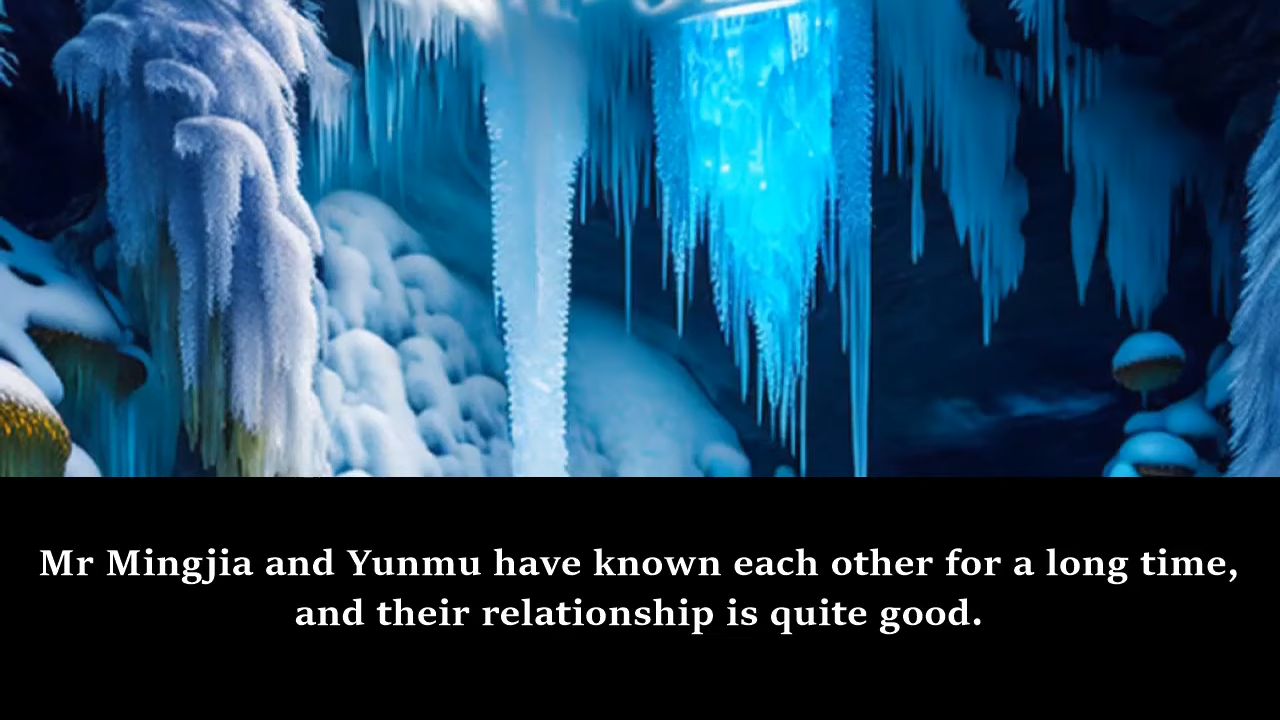 Mr Mingjia and Yunmu have known each other for a long time,
and their relationship is quite good.